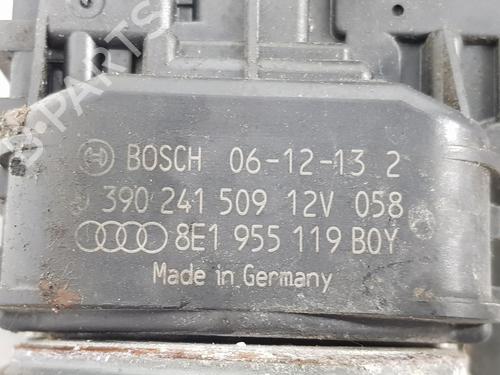 BOSCH 06-12-13 2
390 241 509 12V 058
8E1 955 119 B0Y
Made in Germany